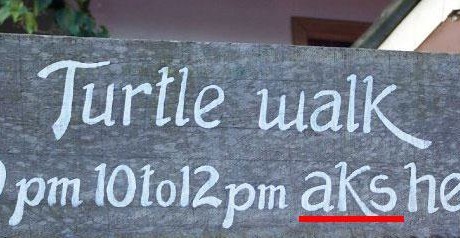 Turtle walk
pm 10to12pm aks he